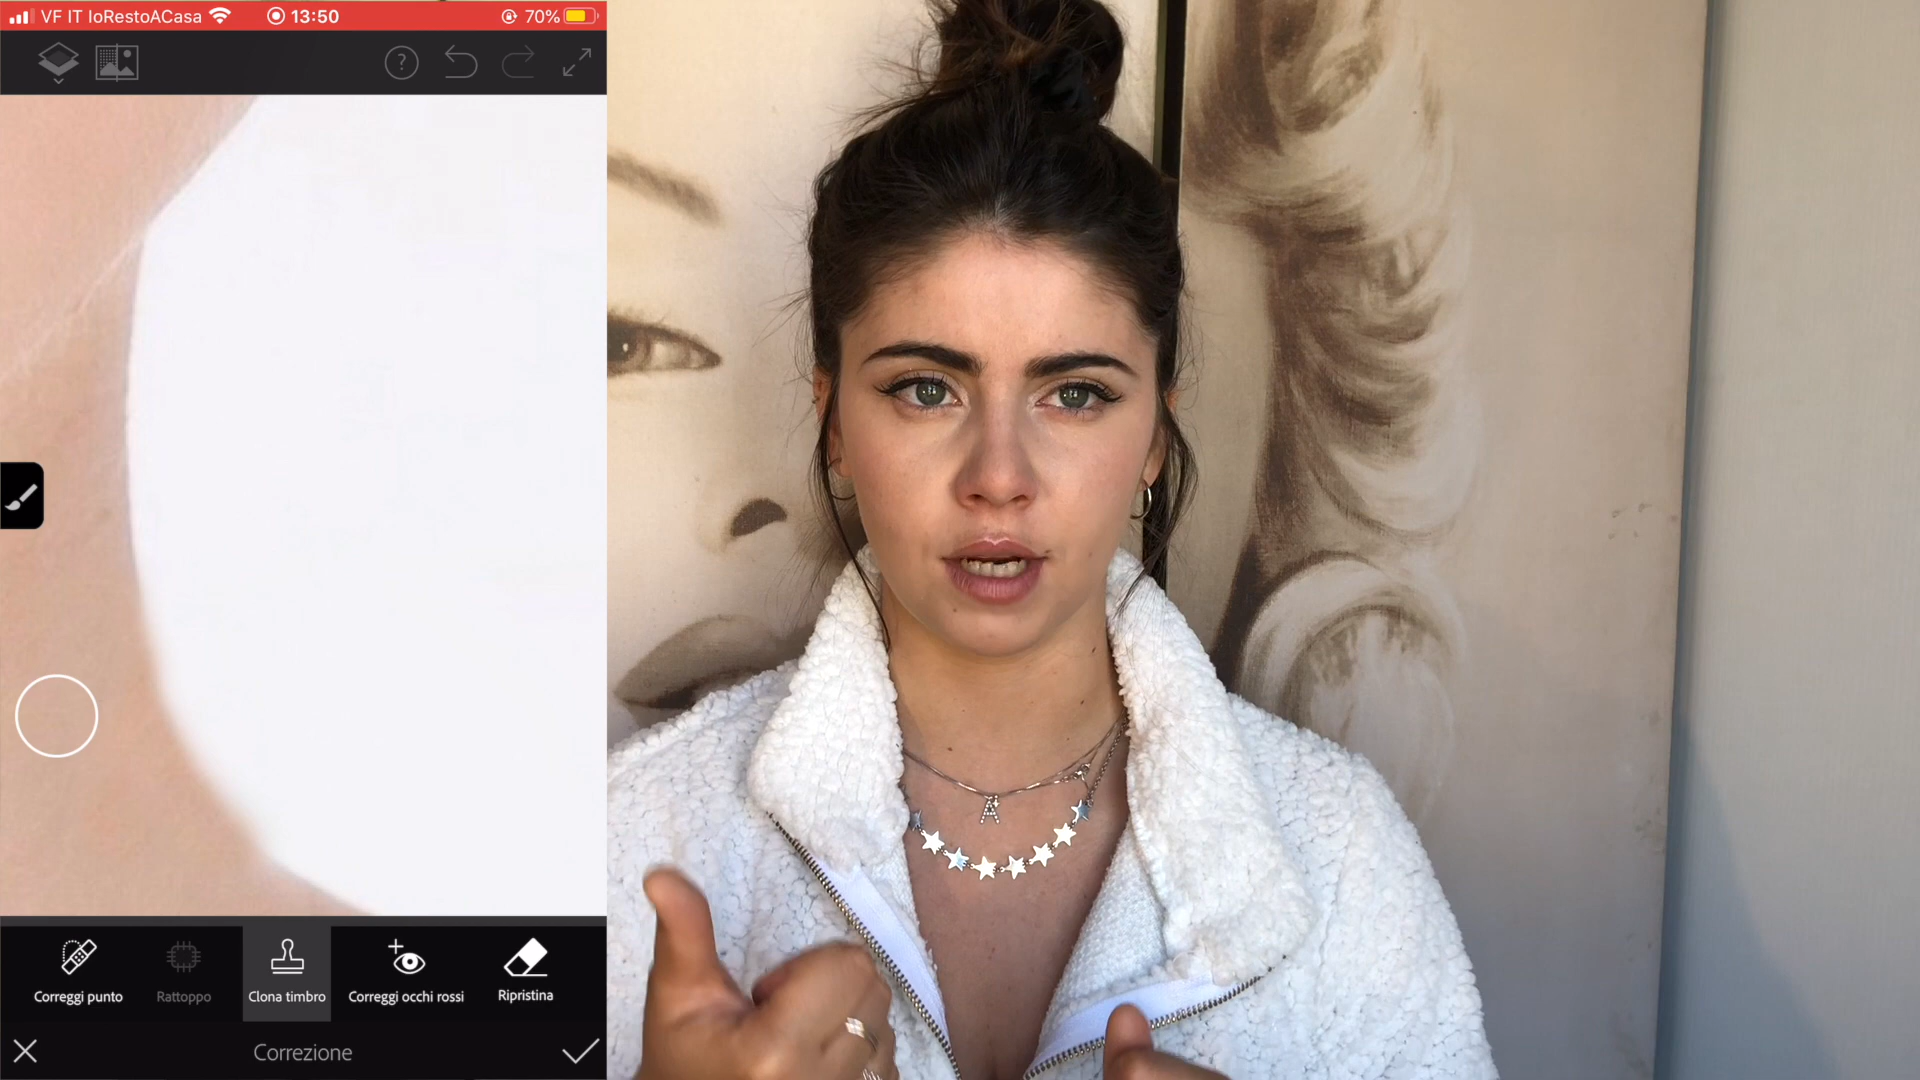 VF IT IoRestoACasa 13:50 70%
?
Correggi punto Rattoppo Clona timbro Correggi occhi rossi Ripristina
Correzione
A